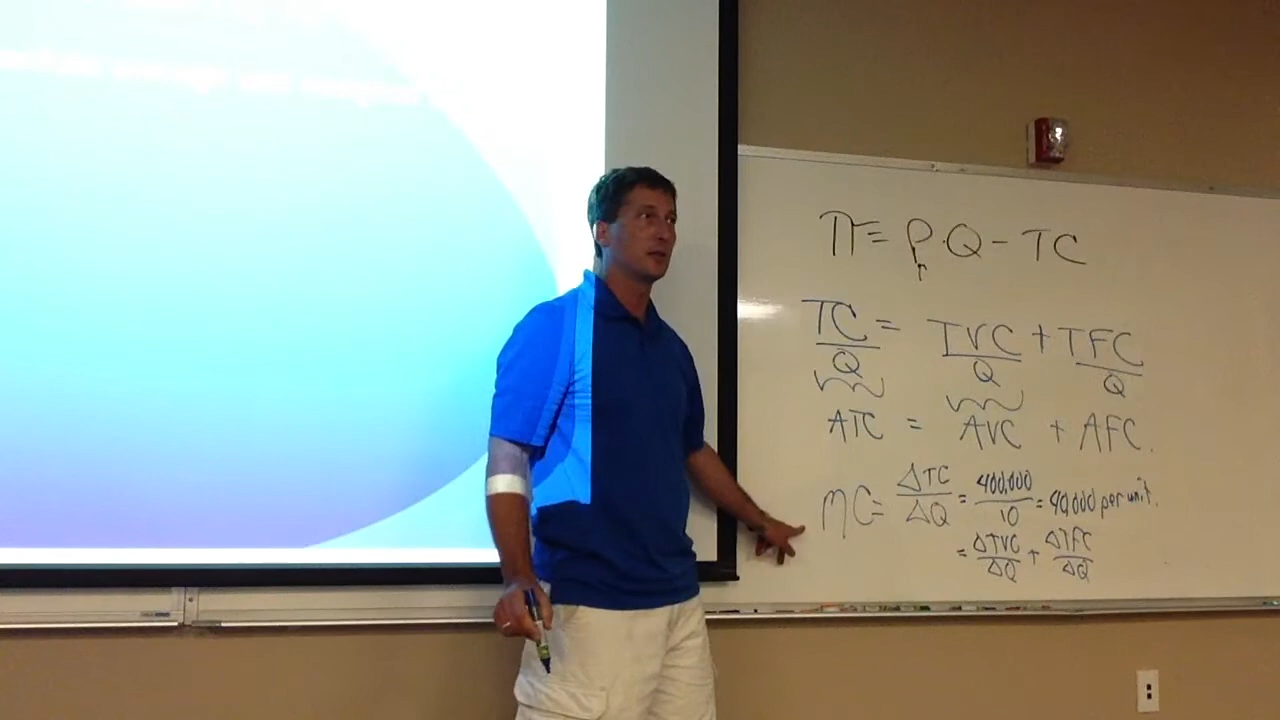 π = P·Q - TC
TC/Q = TVC/Q + TFC/Q
ATC = AVC + AFC.
MC = ΔTC/ΔQ = 400,000/10 = 40,000 per unit.
= ΔTVC/ΔQ + ΔTFC/ΔQ